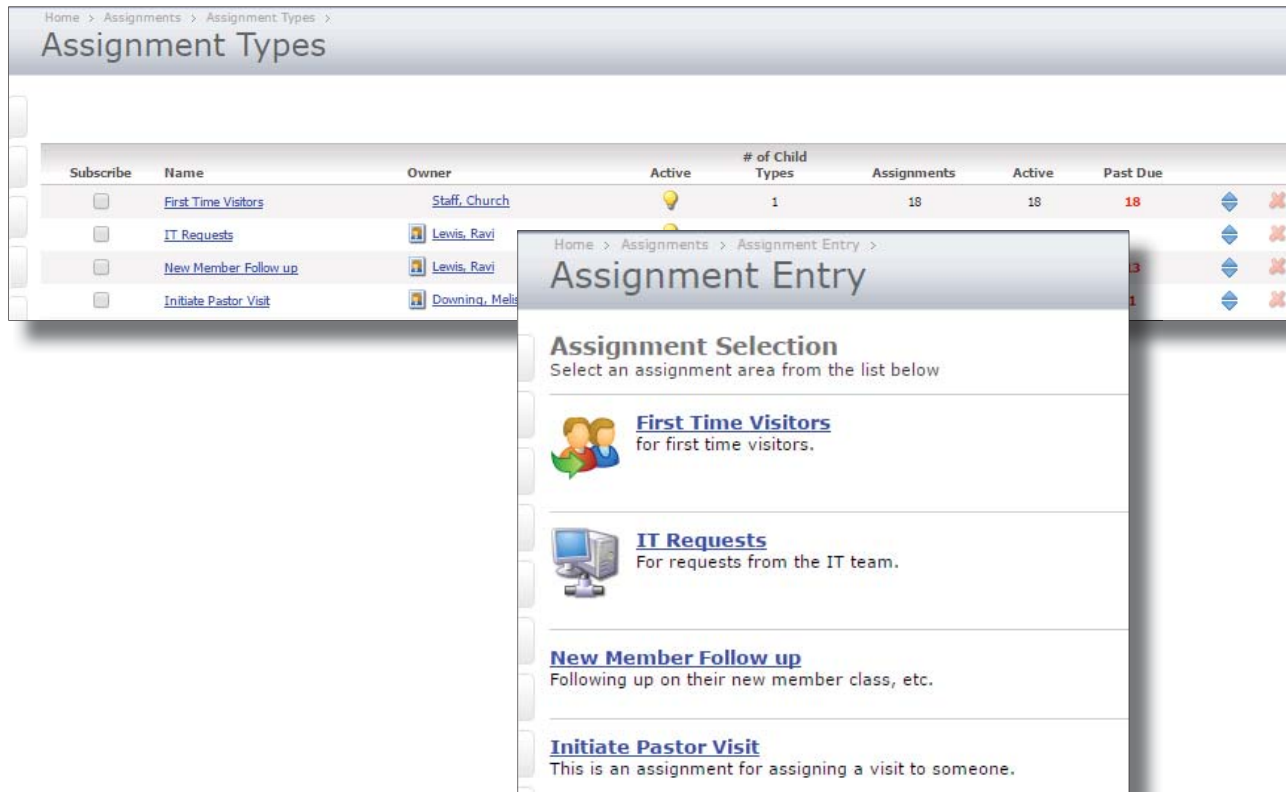 Home > Assignments > Assignment Types >
Assignment Types
Subscribe Name Owner Active # of Child Types Assignments Active Past Due
First Time Visitors Staff, Church 1 18 18 18
IT Requests Lewis, Ravi
New Member Follow up Lewis, Ravi
Initiate Pastor Visit Downing, 1
Home > Assignments > Assignment Entry >
Assignment Entry
Assignment Selection
Select an assignment area from the list below
First Time Visitors
for first time visitors.
IT Requests
For requests from the IT team.
New Member Follow up
Following up on their new member class, etc.
Initiate Pastor Visit
This is an assignment for assigning a visit to someone.